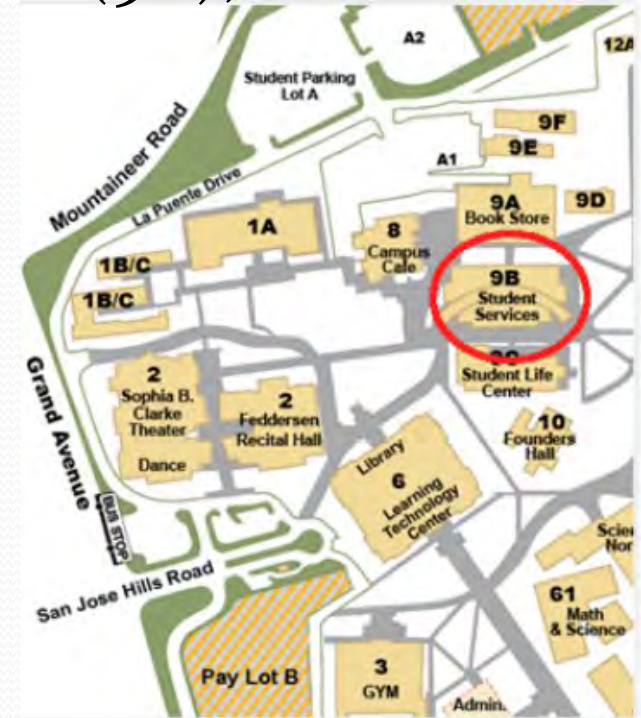 A2
12A
Student Parking
Lot A
Mountaineer Road
9F
9E
A1
La Puente Drive
9A
Book Store
9D
1A
8
Campus
Cafe
1B/C
9B
Student
Services
1B/C
Grand Avenue
2
Sophia B.
Clarke
Theater
Dance
2
Feddersen
Recital Hall
9C
Student Life
Center
10
Founders
Hall
Library
6
Learning
Technology
Center
BUS STOP
San Jose Hills Road
61
Math
& Science
Pay Lot B
3
GYM
Admin.